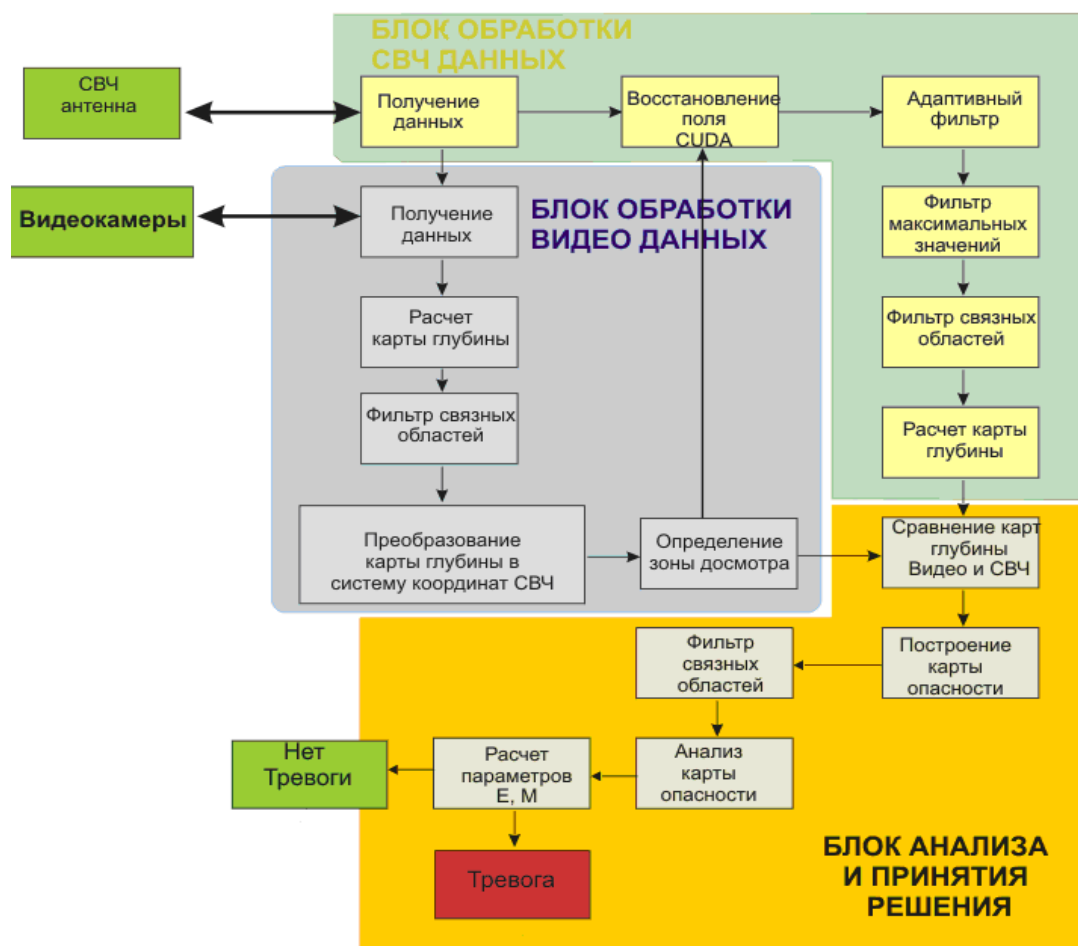 БЛОК ОБРАБОТКИ
СВЧ ДАННЫХ
СВЧ
антенна
Получение
данных
Восстановление
поля
CUDA
Адаптивный
фильтр
Видеокамеры
Получение
данных
БЛОК ОБРАБОТКИ
ВИДЕО ДАННЫХ
Фильтр
максимальных
значений
Расчет
карты глубины
Фильтр связных
областей
Фильтр связных
областей
Расчет карты
глубины
Преобразование
карты глубины в
систему координат СВЧ
Определение
зоны досмотра
Сравнение карт
глубины
Видео и СВЧ
Фильтр
связных
областей
Построение
карты
опасности
Нет
Тревоги
Расчет
параметров
E, M
Анализ
карты
опасности
Тревога
БЛОК АНАЛИЗА
И ПРИНЯТИЯ
РЕШЕНИЯ